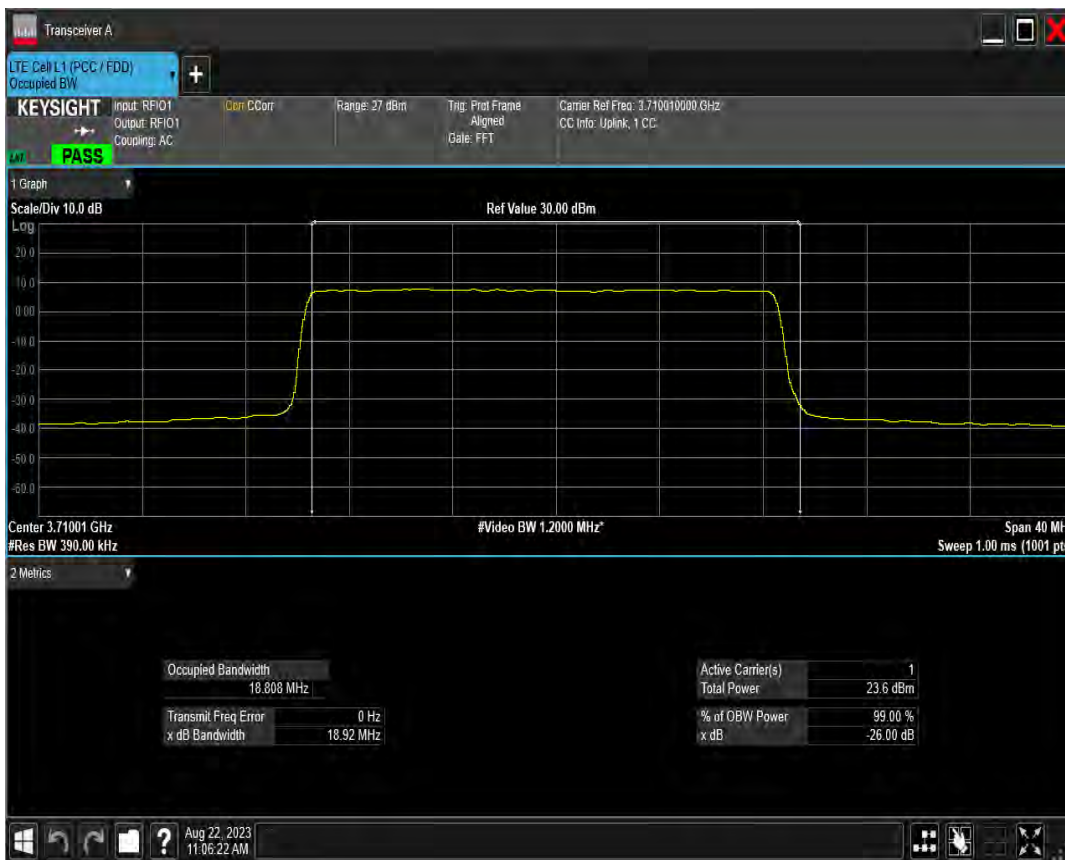 Transceiver A
LTE Cell L1 (PCC / FDD)
Occupied BW
KEYSIGHT
PASS
Input: RFIO1
Output: RFIO1
Coupling: AC
Corr CCorr
Range: 27 dBm
Trig: Prot Frame
Aligned
Gate: FFT
Carrier Ref Freq: 3.710010000 GHz
CC Info: Uplink, 1 CC
1 Graph
Scale/Div 10.0 dB
Ref Value 30.00 dBm
Log
20.0
10.0
0.00
-10.0
-20.0
-30.0
-40.0
-50.0
-60.0
Center 3.71001 GHz
#Video BW 1.2000 MHz*
Span 40 MH
#Res BW 390.00 kHz
Sweep 1.00 ms (1001 pt
2 Metrics
Occupied Bandwidth
18.808 MHz
Transmit Freq Error 0 Hz
x dB Bandwidth 18.92 MHz
Active Carrier(s) 1
Total Power 23.6 dBm
% of OBW Power 99.00 %
x dB -26.00 dB
Aug 22, 2023
11:06:22 AM